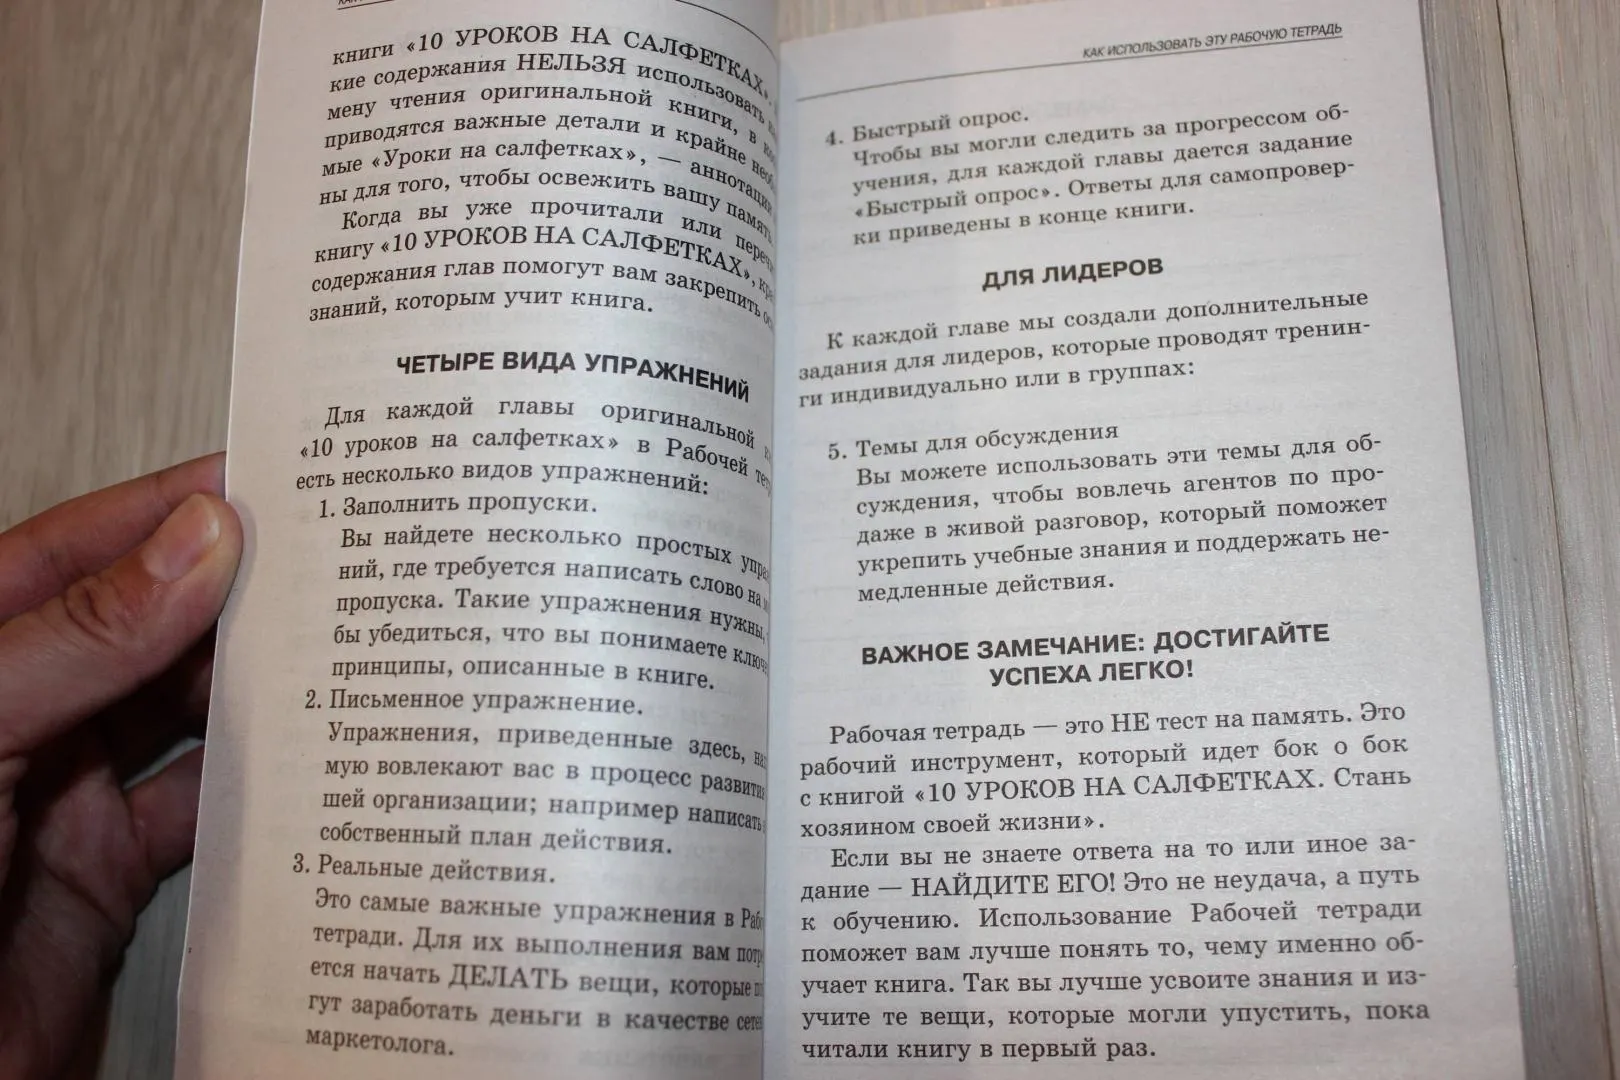 книги «10 УРОКОВ НА САЛФЕТКАХ».
кие содержания НЕЛЬЗЯ использовать
мену чтения оригинальной книги, в
приводятся важные детали и крайне
мые «Уроки на салфетках», — аннотации
ны для того, чтобы освежить вашу память.
Когда вы уже прочитали или
книгу «10 УРОКОВ НА САЛФЕТКАХ»,
содержания глав помогут вам закрепить
знаний, которым учит книга.
ЧЕТЫРЕ ВИДА УПРАЖНЕНИЙ
Для каждой главы оригинальной
«10 уроков на салфетках» в Рабочей
есть несколько видов упражнений:
1. Заполнить пропуски.
Вы найдете несколько простых
ний, где требуется написать слово на
пропуска. Такие упражнения нужны,
бы убедиться, что вы понимаете
принципы, описанные в книге.
2. Письменное упражнение.
Упражнения, приведенные здесь,
мую вовлекают вас в процесс
шей организации; например написать
собственный план действия.
3. Реальные действия.
Это самые важные упражнения в
тетради. Для их выполнения вам
ется начать ДЕЛАТЬ вещи, которые
гут заработать деньги в качестве
маркетолога.
КАК ИСПОЛЬЗОВАТЬ ЭТУ РАБОЧУЮ ТЕТРАДЬ
4. Быстрый опрос.
Чтобы вы могли следить за прогрессом об-
учения, для каждой главы дается задание
«Быстрый опрос». Ответы для самопровер-
ки приведены в конце книги.
ДЛЯ ЛИДЕРОВ
К каждой главе мы создали дополнительные
задания для лидеров, которые проводят тренин-
ги индивидуально или в группах:
5. Темы для обсуждения
Вы можете использовать эти темы для об-
суждения, чтобы вовлечь агентов по про-
даже в живой разговор, который поможет
укрепить учебные знания и поддержать не-
медленные действия.
ВАЖНОЕ ЗАМЕЧАНИЕ: ДОСТИГАЙТЕ
УСПЕХА ЛЕГКО!
Рабочая тетрадь — это НЕ тест на память. Это
рабочий инструмент, который идет бок о бок
с книгой «10 УРОКОВ НА САЛФЕТКАХ. Стань
хозяином своей жизни».
Если вы не знаете ответа на то или иное за-
дание — НАЙДИТЕ ЕГО! Это не неудача, а путь
к обучению. Использование Рабочей тетради
поможет вам лучше понять то, чему именно об-
учает книга. Так вы лучше усвоите знания и из-
учите те вещи, которые могли упустить, пока
читали книгу в первый раз.